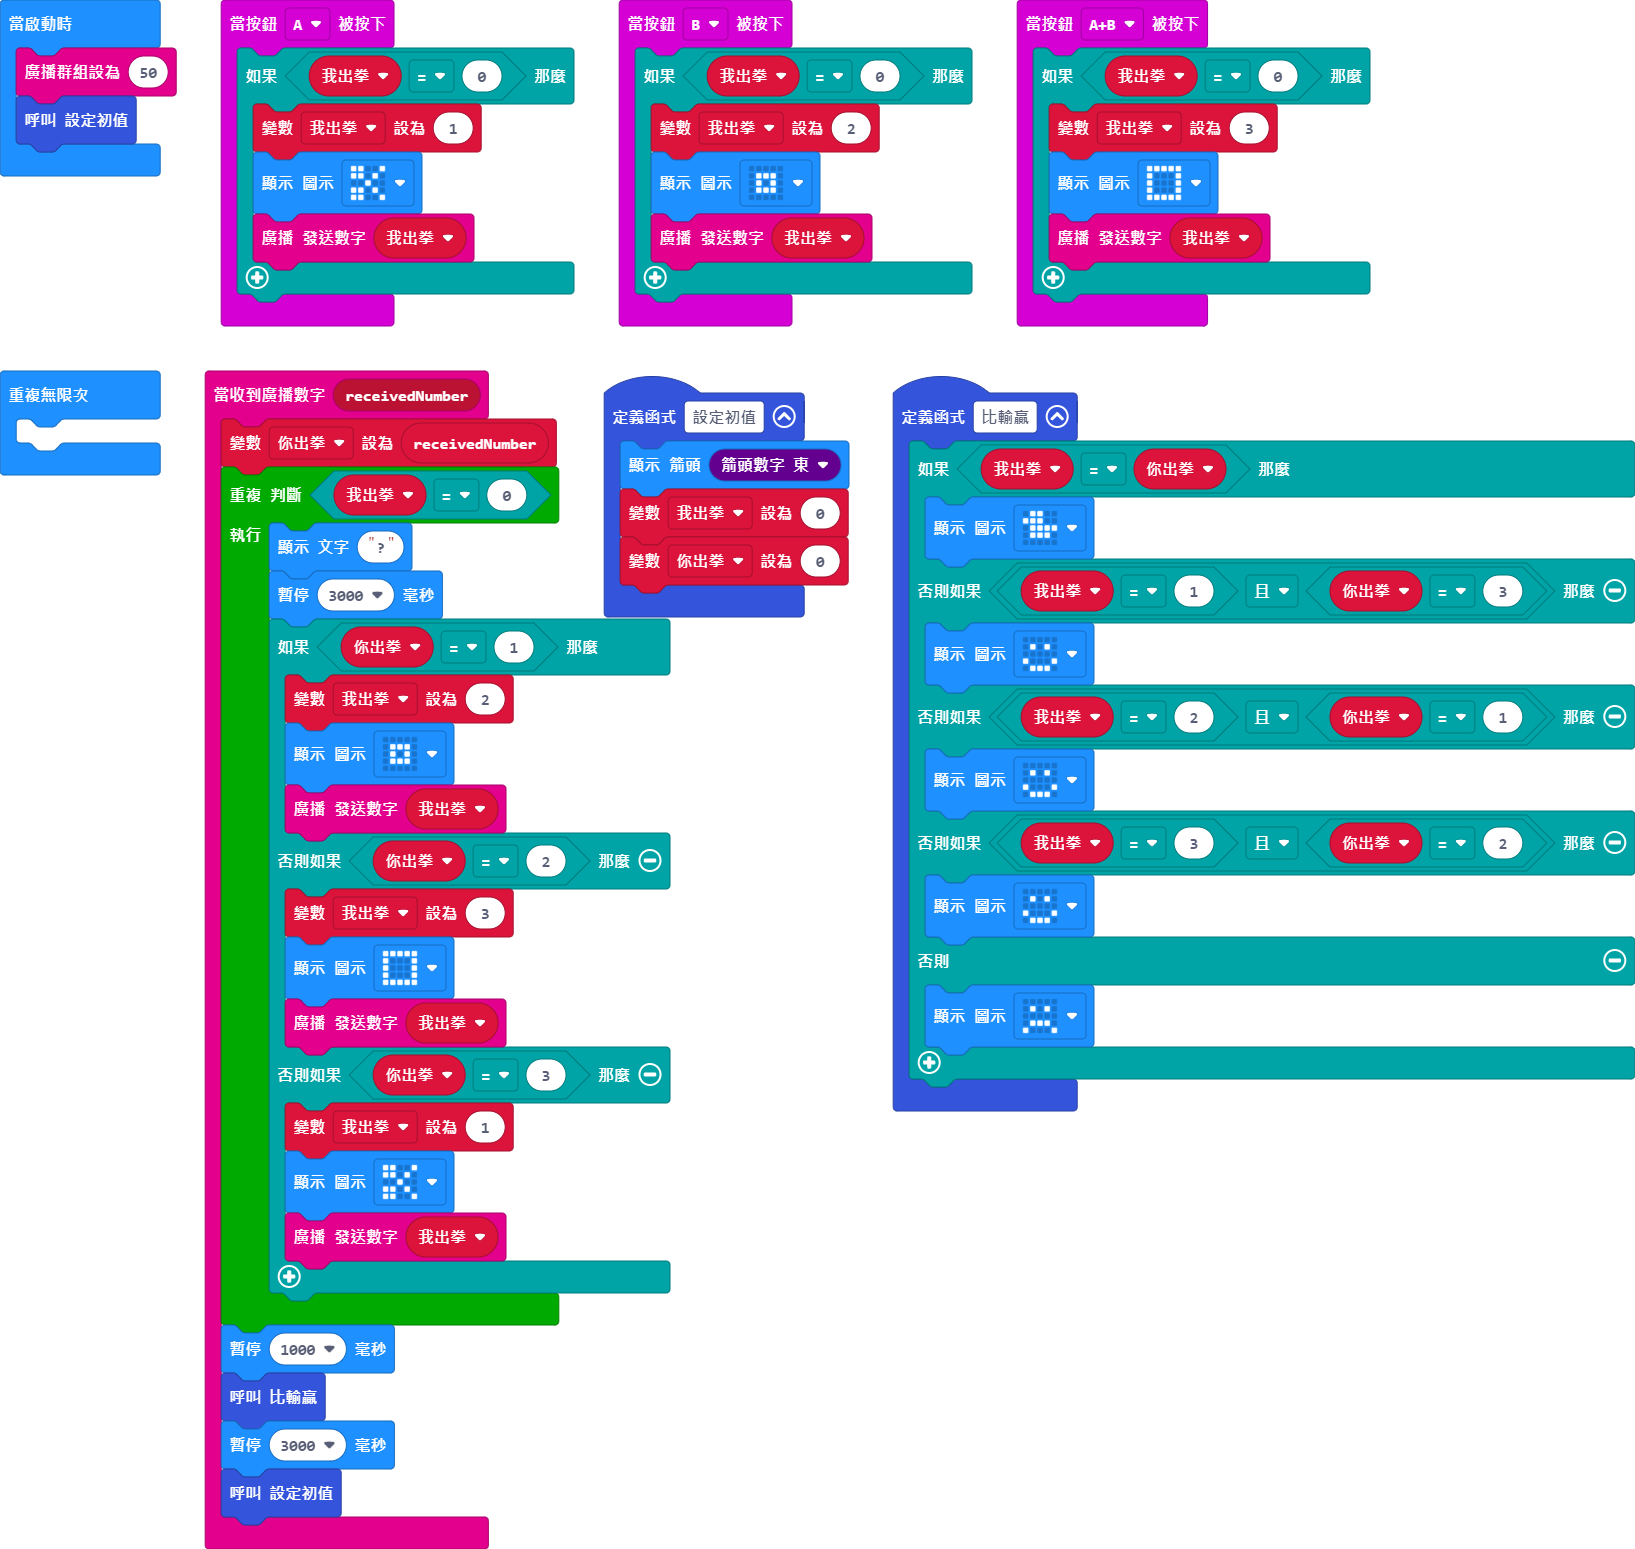 當啟動時
廣播群組設為 50
呼叫 設定初值
當按鈕 A 被按下
如果 我出拳 = 0 那麼
變數 我出拳 設為 1
顯示 圖示
廣播 發送數字 我出拳
當按鈕 B 被按下
如果 我出拳 = 0 那麼
變數 我出拳 設為 2
顯示 圖示
廣播 發送數字 我出拳
當按鈕 A+B 被按下
如果 我出拳 = 0 那麼
變數 我出拳 設為 3
顯示 圖示
廣播 發送數字 我出拳
重複無限次
當收到廣播數字 receivedNumber
變數 你出拳 設為 receivedNumber
重複 判斷 我出拳 = 0
執行
顯示 文字 "?"
暫停 3000 毫秒
如果 你出拳 = 1 那麼
變數 我出拳 設為 2
顯示 圖示
廣播 發送數字 我出拳
否則如果 你出拳 = 2 那麼
變數 我出拳 設為 3
顯示 圖示
廣播 發送數字 我出拳
否則如果 你出拳 = 3 那麼
變數 我出拳 設為 1
顯示 圖示
廣播 發送數字 我出拳
暫停 1000 毫秒
呼叫 比輸贏
暫停 3000 毫秒
呼叫 設定初值
定義函式 設定初值
顯示 箭頭 箭頭數字 東
變數 我出拳 設為 0
變數 你出拳 設為 0
定義函式 比輸贏
如果 我出拳 = 你出拳 那麼
顯示 圖示
否則如果 我出拳 = 1 且 你出拳 = 3 那麼
顯示 圖示
否則如果 我出拳 = 2 且 你出拳 = 1 那麼
顯示 圖示
否則如果 我出拳 = 3 且 你出拳 = 2 那麼
顯示 圖示
否則
顯示 圖示